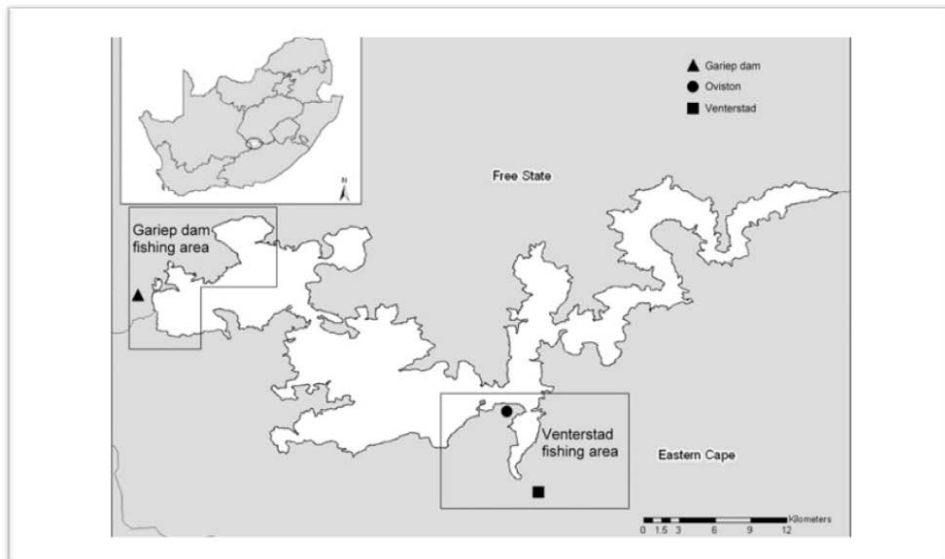 Gariep dam
Oviston
Venterstad
N
Free State
Gariep dam
fishing area
Venterstad
fishing area
Eastern Cape
Kilometers
0 1.5 3 6 9 12